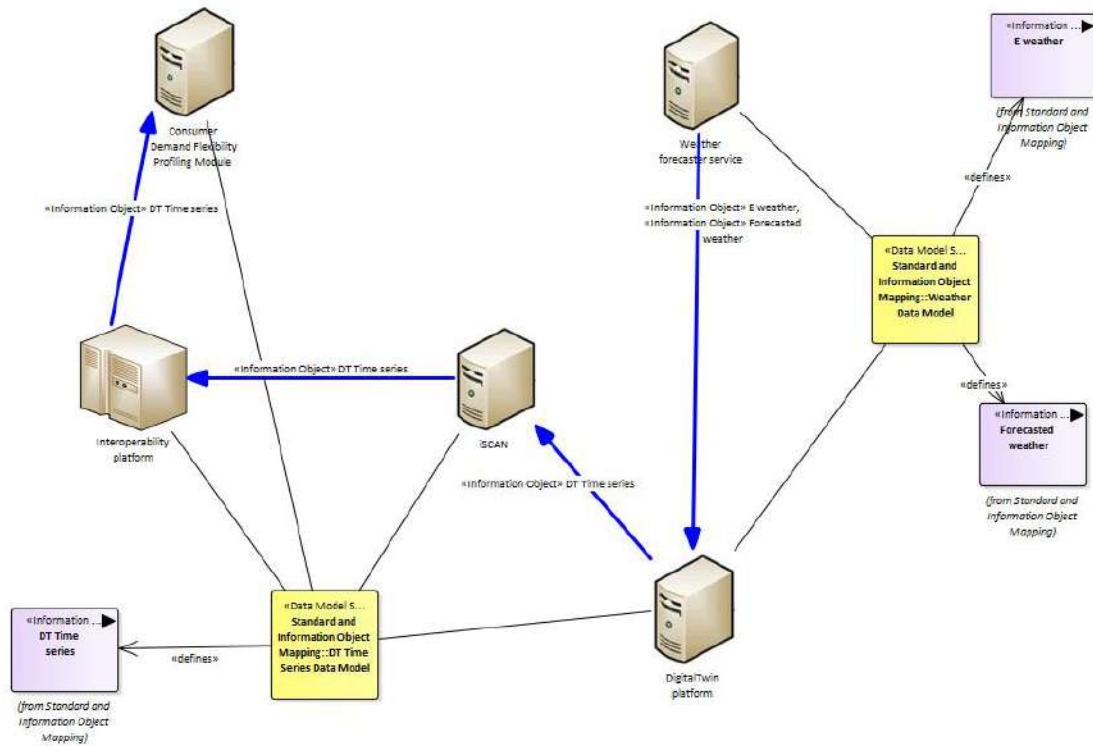 Consumer
Demand Flexibility
Profiling Module
Weather
forecaster service
«Information ...
E weather
(from Standard and
Information Object
Mapping)
«defines»
«Information Object» DT Time series
«Information Object» E weather,
«Information Object» Forecasted
weather
«Data Model S...
Standard and
Information Object
Mapping::Weather
Data Model
«Information Object» DT Time series
«defines»
Interoperability
platform
iSCAN
«Information ...
Forecasted
weather
(from Standard and
Information Object
Mapping)
«Information Object» DT Time series
«Information ...
DT Time
series
(from Standard and
Information Object
Mapping)
«defines»
«Data Model S...
Standard and
Information Object
Mapping::DT Time
Series Data Model
DigitalTwin
platform